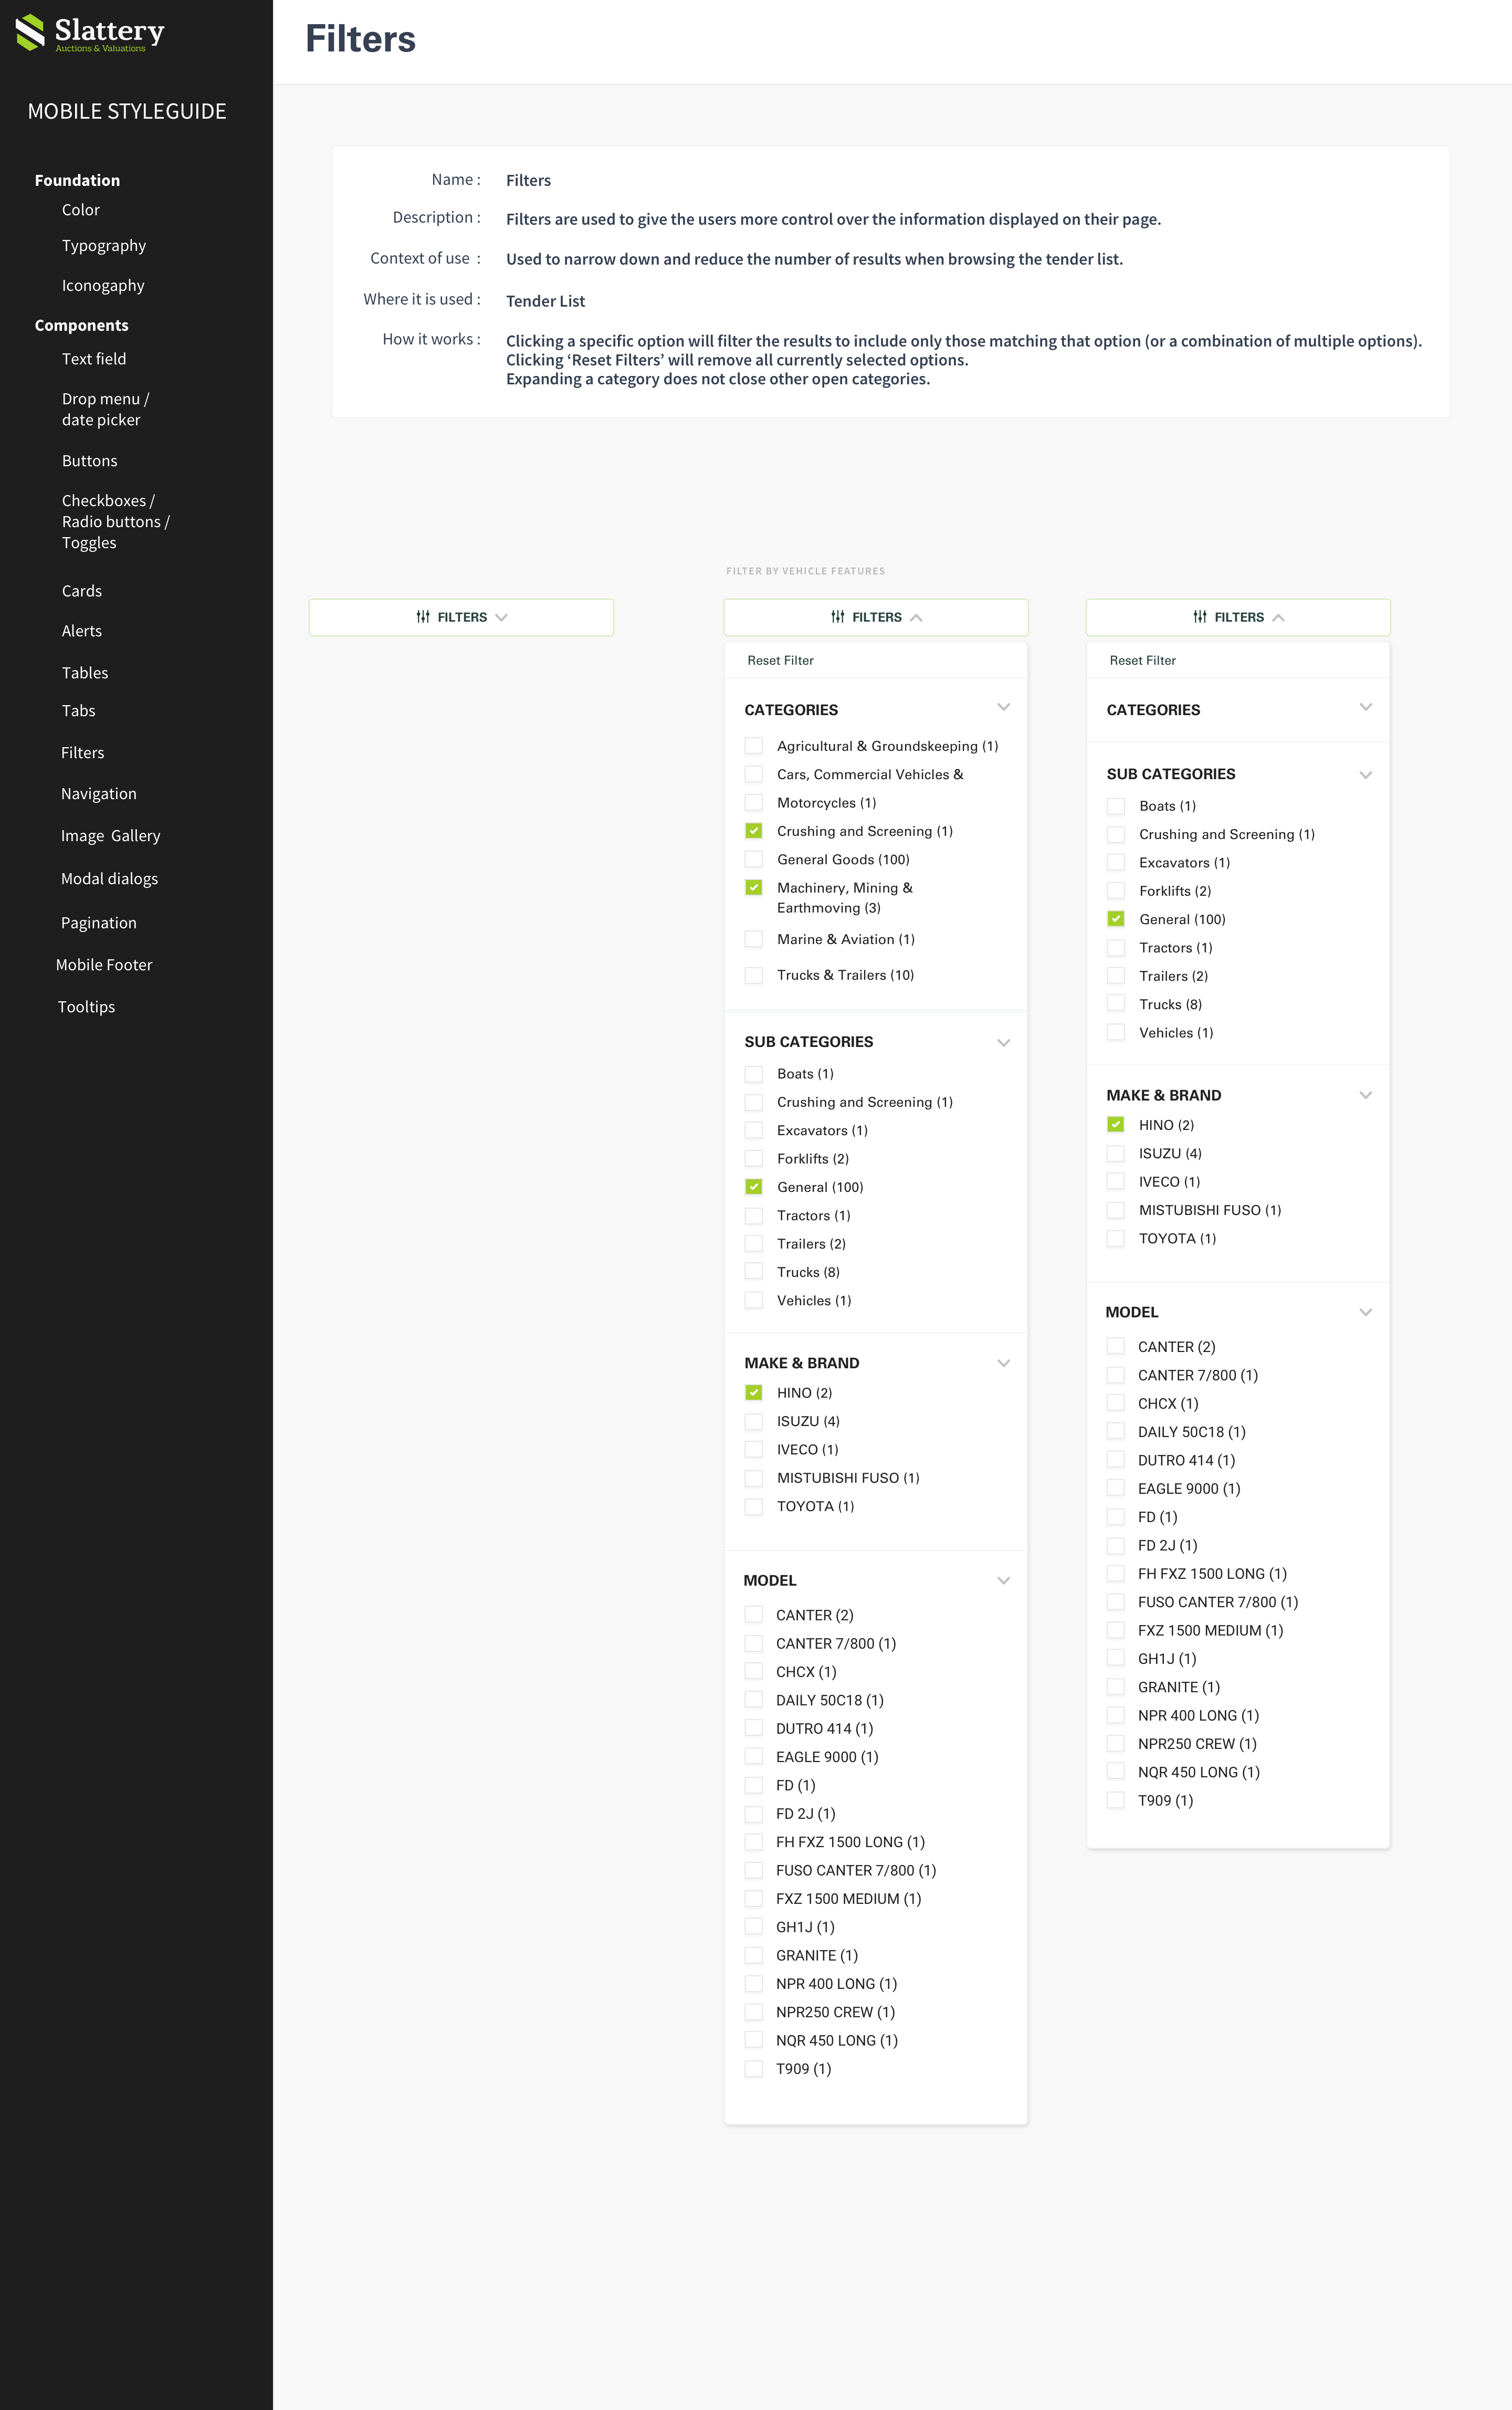 Slattery
Auctions & Valuations
MOBILE STYLEGUIDE
Foundation
Color
Typography
Iconogaphy
Components
Text field
Drop menu /
date picker
Buttons
Checkboxes /
Radio buttons /
Toggles
Cards
Alerts
Tables
Tabs
Filters
Navigation
Image Gallery
Modal dialogs
Pagination
Mobile Footer
Tooltips
Filters
Name : Filters
Description : Filters are used to give the users more control over the information displayed on their page.
Context of use : Used to narrow down and reduce the number of results when browsing the tender list.
Where it is used : Tender List
How it works : Clicking a specific option will filter the results to include only those matching that option (or a combination of multiple options).
Clicking ‘Reset Filters’ will remove all currently selected options.
Expanding a category does not close other open categories.
FILTERS
FILTER BY VEHICLE FEATURES
FILTERS
Reset Filter
CATEGORIES
Agricultural & Groundskeeping (1)
Cars, Commercial Vehicles &
Motorcycles (1)
Crushing and Screening (1)
General Goods (100)
Machinery, Mining &
Earthmoving (3)
Marine & Aviation (1)
Trucks & Trailers (10)
SUB CATEGORIES
Boats (1)
Crushing and Screening (1)
Excavators (1)
Forklifts (2)
General (100)
Tractors (1)
Trailers (2)
Trucks (8)
Vehicles (1)
MAKE & BRAND
HINO (2)
ISUZU (4)
IVECO (1)
MISTUBISHI FUSO (1)
TOYOTA (1)
MODEL
CANTER (2)
CANTER 7/800 (1)
CHCX (1)
DAILY 50C18 (1)
DUTRO 414 (1)
EAGLE 9000 (1)
FD (1)
FD 2J (1)
FH FXZ 1500 LONG (1)
FUSO CANTER 7/800 (1)
FXZ 1500 MEDIUM (1)
GH1J (1)
GRANITE (1)
NPR 400 LONG (1)
NPR250 CREW (1)
NQR 450 LONG (1)
T909 (1)
FILTERS
Reset Filter
CATEGORIES
SUB CATEGORIES
Boats (1)
Crushing and Screening (1)
Excavators (1)
Forklifts (2)
General (100)
Tractors (1)
Trailers (2)
Trucks (8)
Vehicles (1)
MAKE & BRAND
HINO (2)
ISUZU (4)
IVECO (1)
MISTUBISHI FUSO (1)
TOYOTA (1)
MODEL
CANTER (2)
CANTER 7/800 (1)
CHCX (1)
DAILY 50C18 (1)
DUTRO 414 (1)
EAGLE 9000 (1)
FD (1)
FD 2J (1)
FH FXZ 1500 LONG (1)
FUSO CANTER 7/800 (1)
FXZ 1500 MEDIUM (1)
GH1J (1)
GRANITE (1)
NPR 400 LONG (1)
NPR250 CREW (1)
NQR 450 LONG (1)
T909 (1)